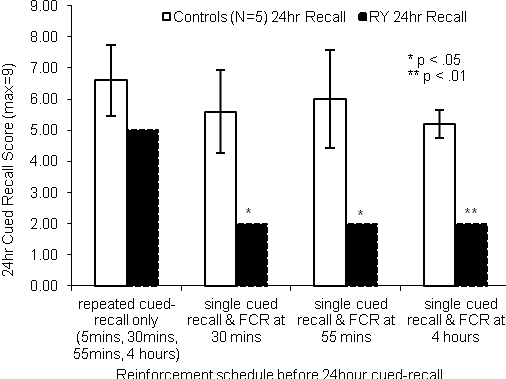 9.00
8.00
7.00
6.00
5.00
4.00
3.00
2.00
1.00
0.00
24hr Cued Recall Score (max=9)
Controls (N=5) 24hr Recall
RY 24hr Recall
* p < .05
** p < .01
*
*
**
repeated cued-
recall only
(5mins, 30mins,
55mins, 4 hours)
single cued
recall & FCR at
30 mins
single cued
recall & FCR at
55 mins
single cued
recall & FCR at
4 hours
Reinforcement schedule before 24hour cued-recall